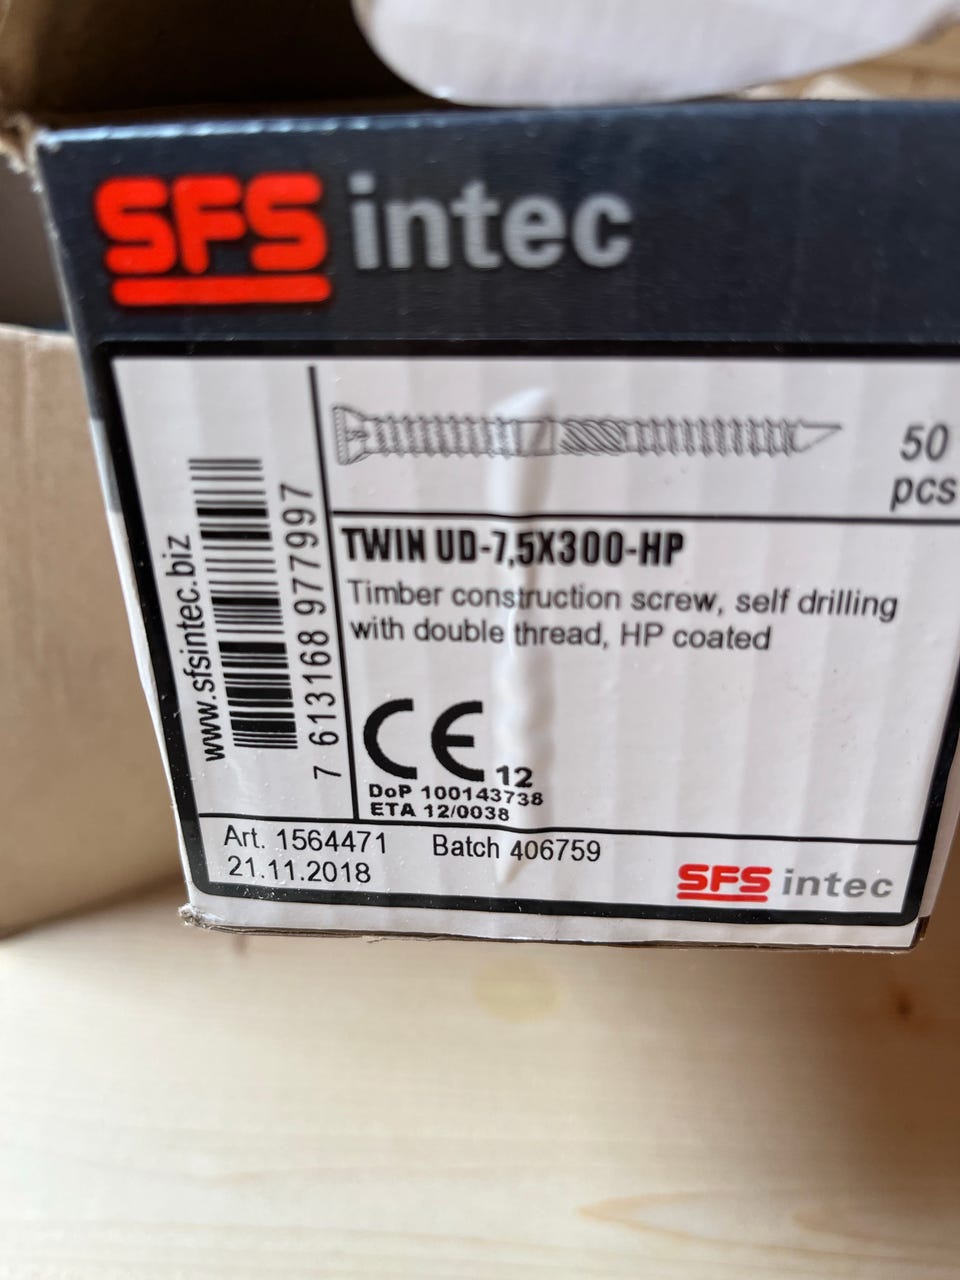 SFS intec
50
pcs
TWIN UD-7,5X300-HP
Timber construction screw, self drilling
with double thread, HP coated
www.sfsintec.biz
7 613168 977997
CE 12
DoP 100143738
ETA 12/0038
Art. 1564471 Batch 406759
21.11.2018
SFS intec